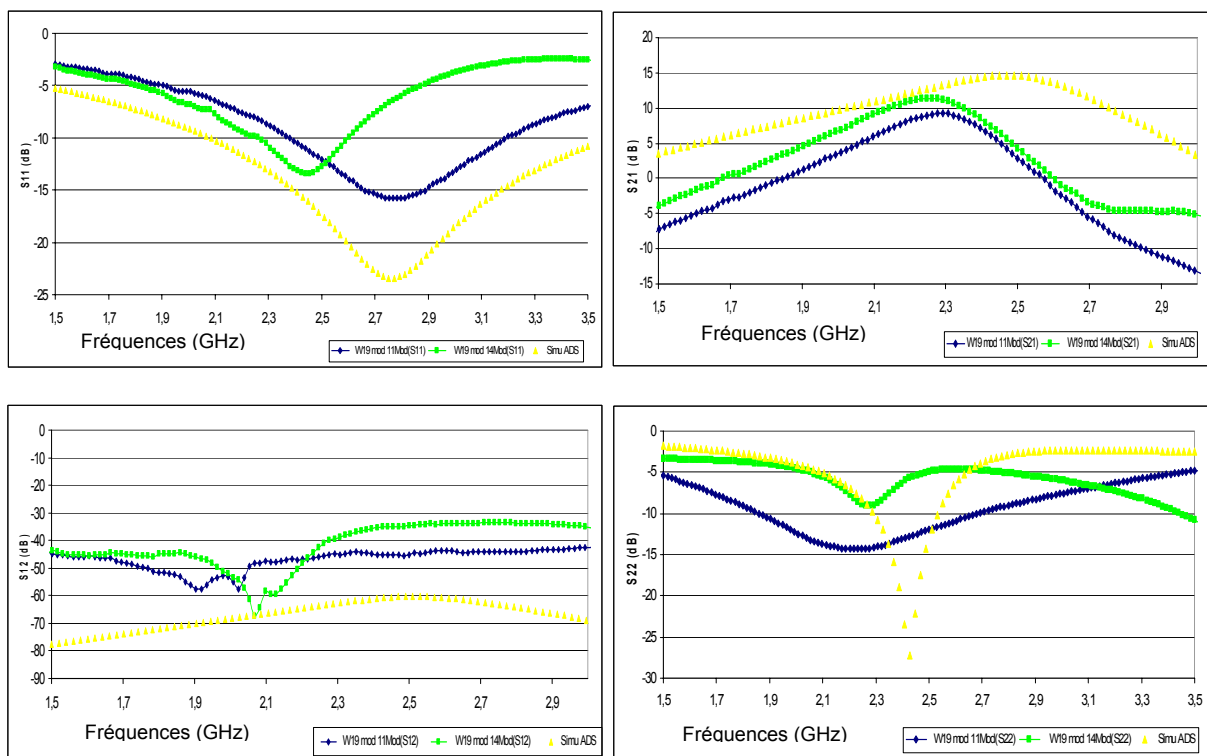 S11 (dB)
0
-5
-10
-15
-20
-25
1,5 1,7 1,9 2,1 2,3 2,5 2,7 2,9 3,1 3,3 3,5
Fréquences (GHz)
W19 mod 11Mod(S11) W19 mod 14Mod(S11) Simu ADS
S21 (dB)
20
15
10
5
0
-5
-10
-15
1,5 1,7 1,9 2,1 2,3 2,5 2,7 2,9
Fréquences (GHz)
W19 mod 11Mod(S21) W19 mod 14Mod(S21) Simu ADS
S12 (dB)
0
-10
-20
-30
-40
-50
-60
-70
-80
-90
1,5 1,7 1,9 2,1 2,3 2,5 2,7 2,9
Fréquences (GHz)
W19 mod 11Mod(S12) W19 mod 14Mod(S12) Simu ADS
S22 (dB)
0
-5
-10
-15
-20
-25
-30
1,5 1,7 1,9 2,1 2,3 2,5 2,7 2,9 3,1 3,3 3,5
Fréquences (GHz)
W19 mod 11Mod(S22) W19 mod 14Mod(S22) Simu ADS